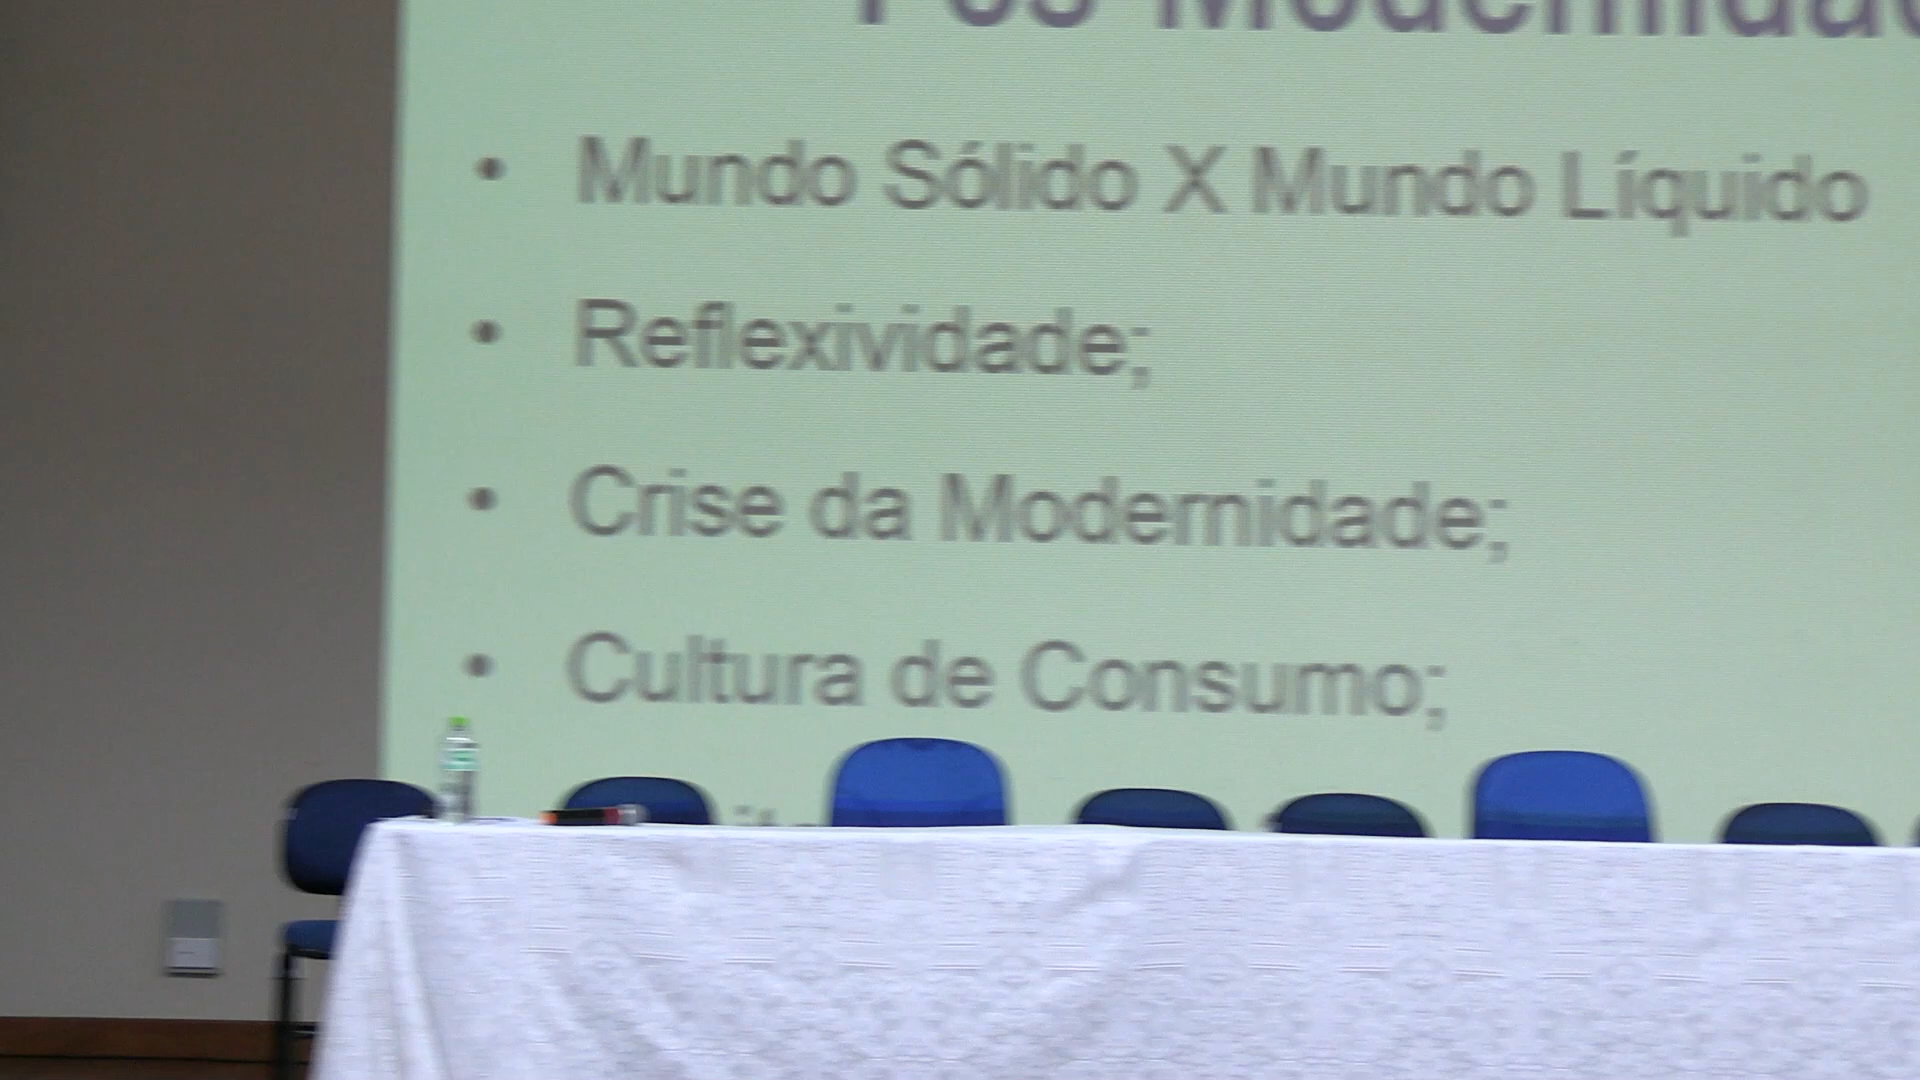 • Mundo Sólido X Mundo Líquido
• Reflexividade;
• Crise da Modernidade;
• Cultura de Consumo;